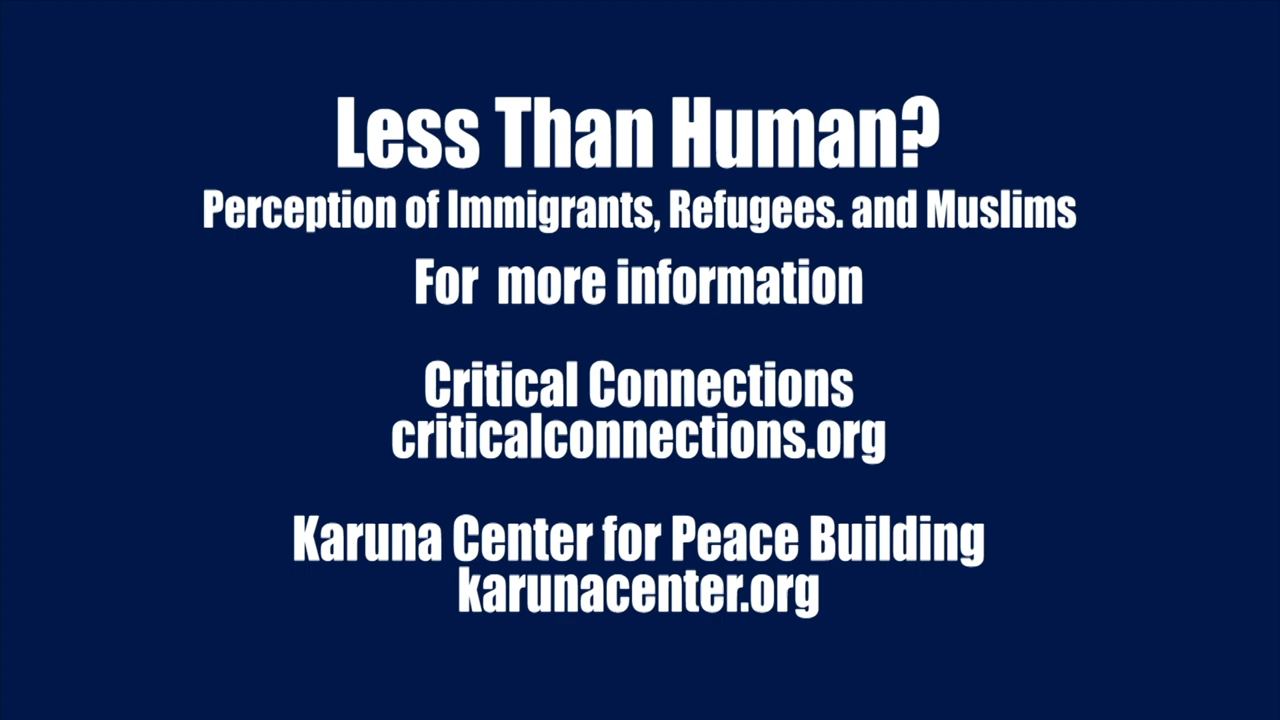 Less Than Human?
Perception of Immigrants, Refugees. and Muslims
For  more information
Critical Connections
criticalconnections.org
Karuna Center for Peace Building
karunacenter.org